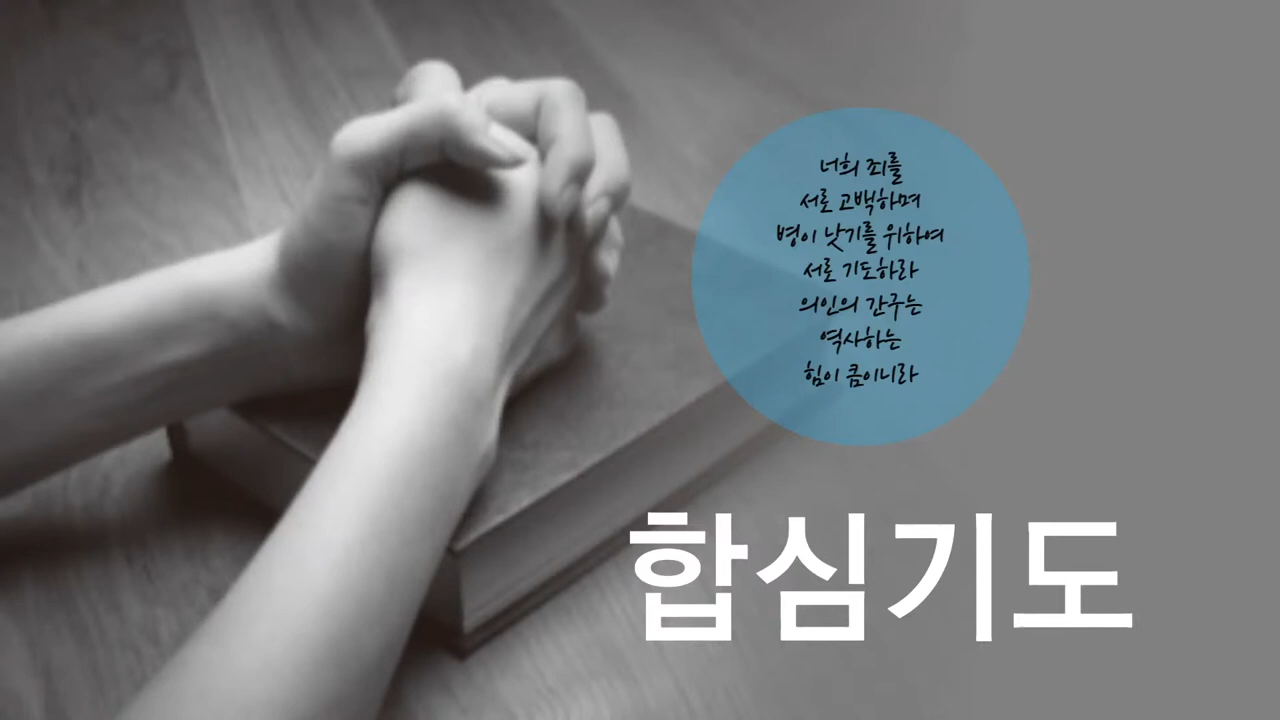 너희 죄를
서로 고백하며
병이 낫기를 위하여
서로 기도하라
의인의 간구는
역사하는
힘이 큼이니라
합심기도